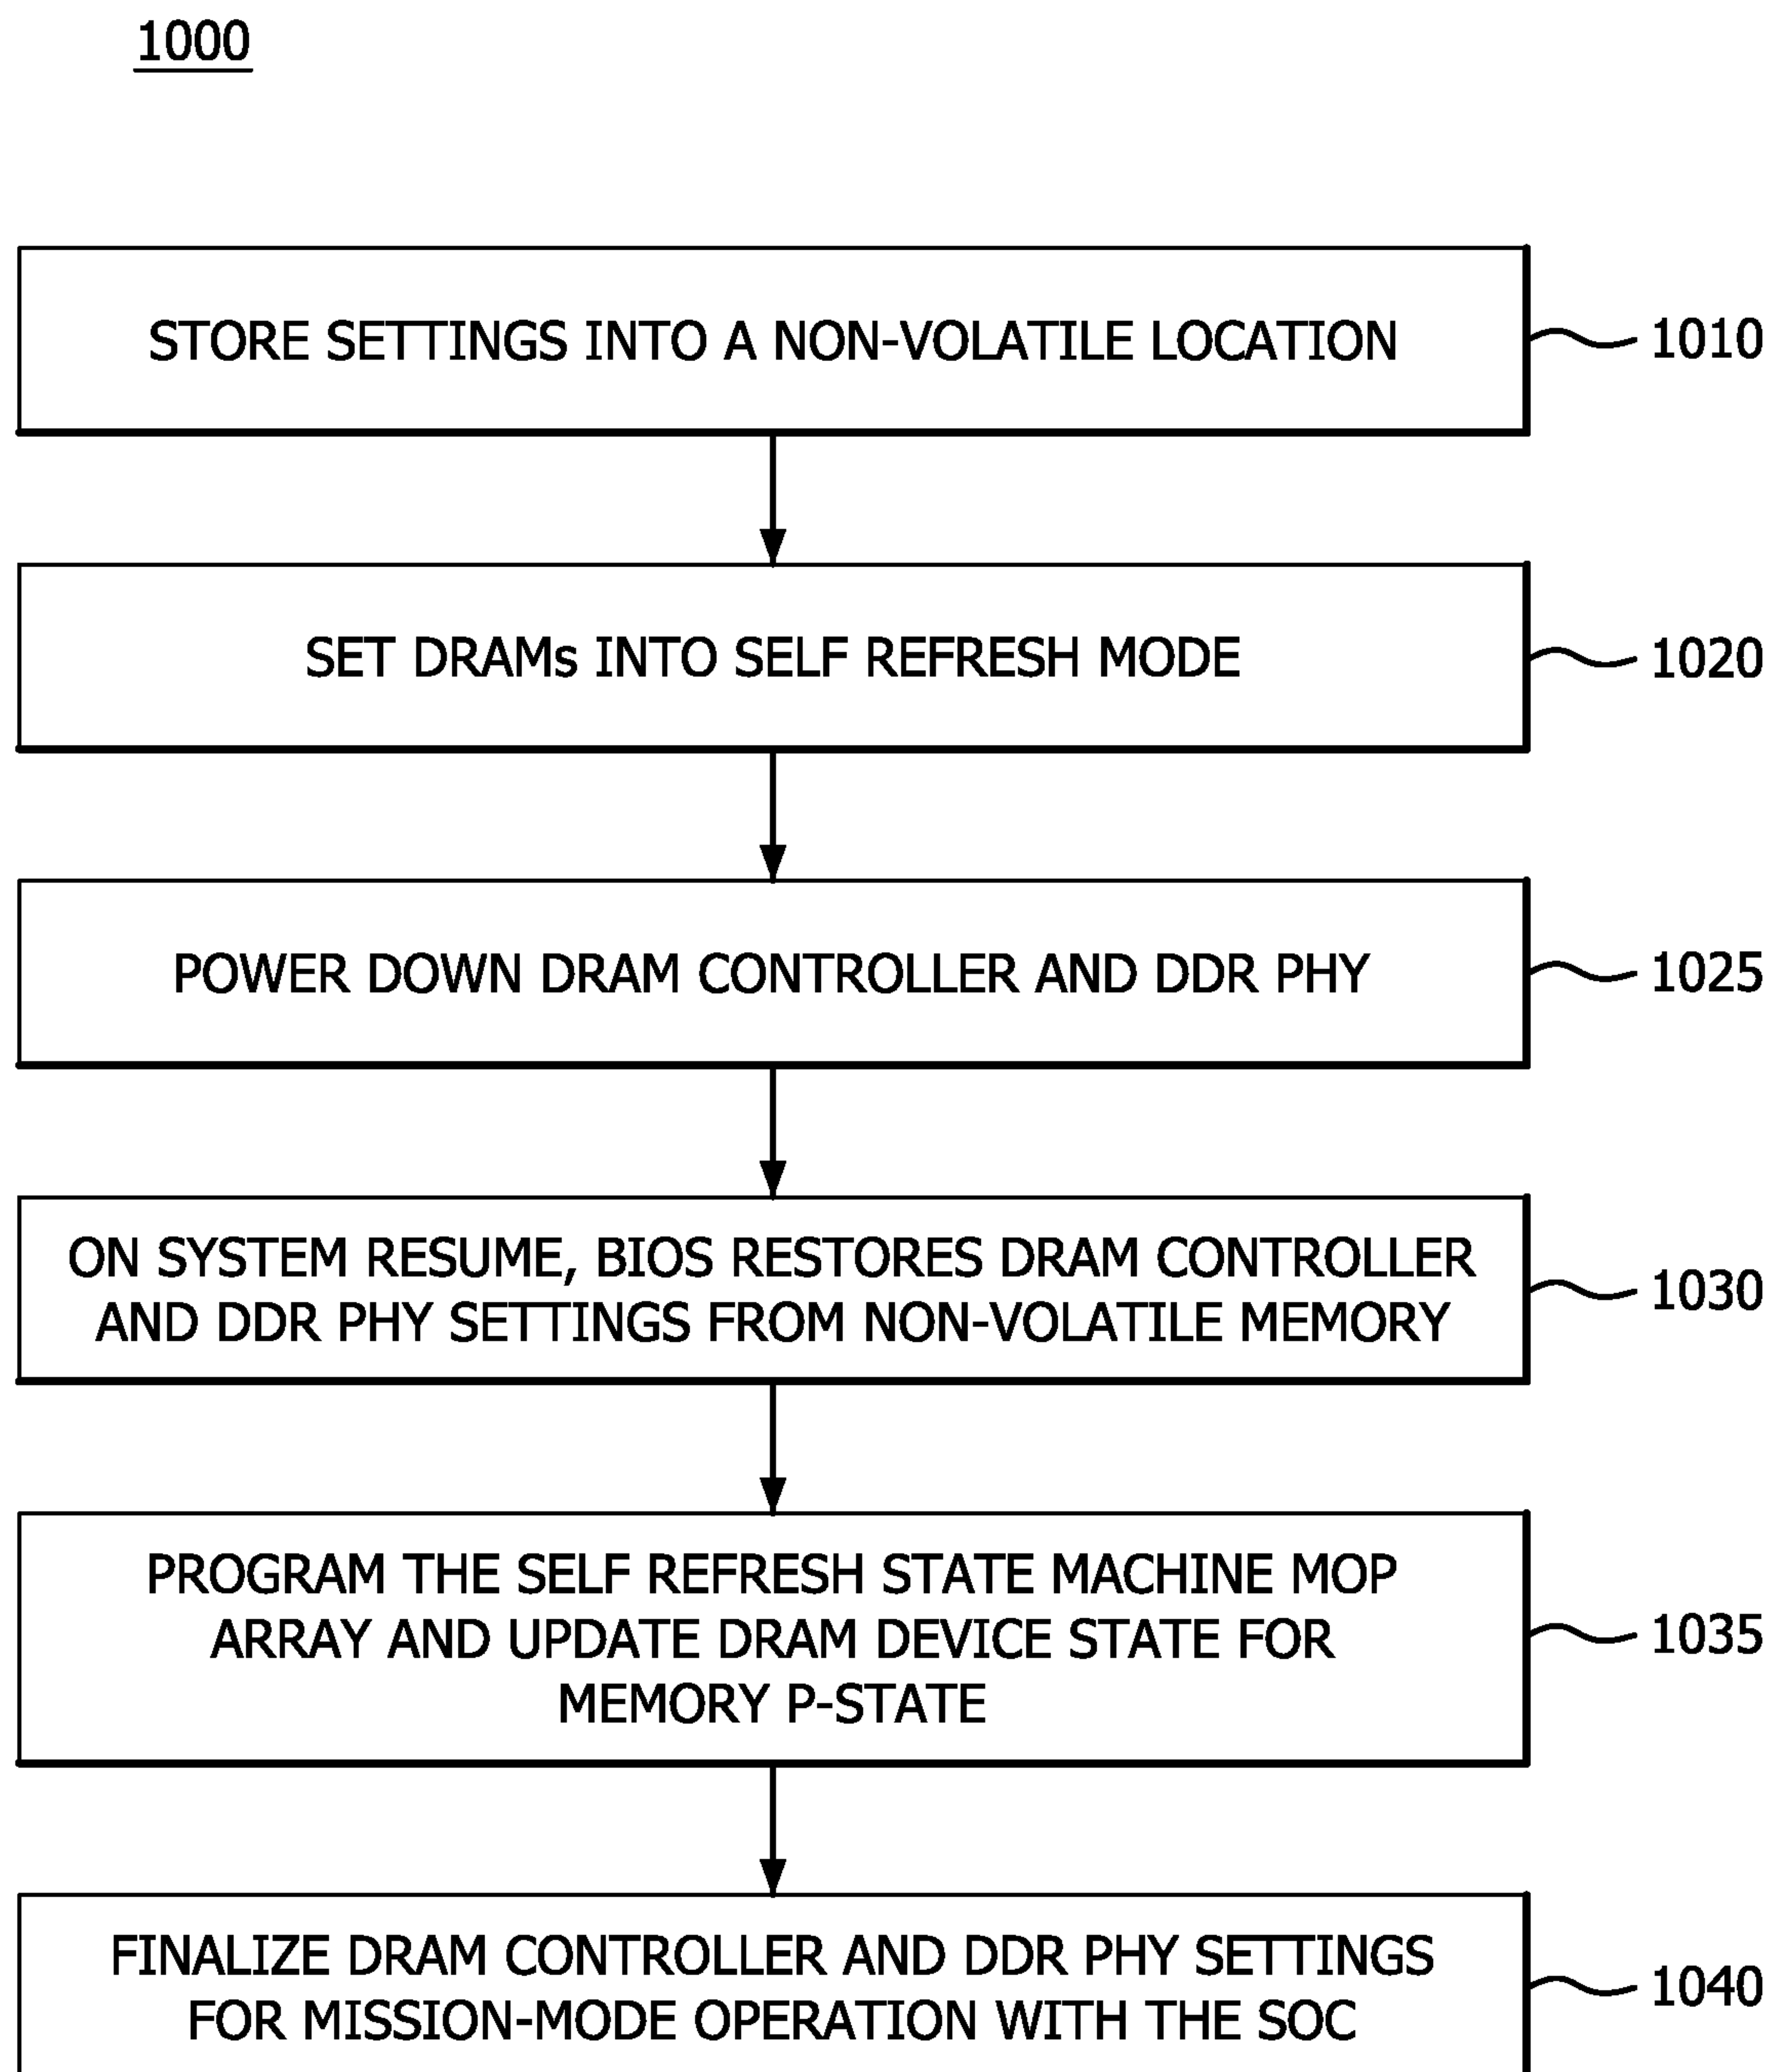 1000
STORE SETTINGS INTO A NON-VOLATILE LOCATION
1010
SET DRAMs INTO SELF REFRESH MODE
1020
POWER DOWN DRAM CONTROLLER AND DDR PHY
1025
ON SYSTEM RESUME, BIOS RESTORES DRAM CONTROLLER
AND DDR PHY SETTINGS FROM NON-VOLATILE MEMORY
1030
PROGRAM THE SELF REFRESH STATE MACHINE MOP
ARRAY AND UPDATE DRAM DEVICE STATE FOR
MEMORY P-STATE
1035
FINALIZE DRAM CONTROLLER AND DDR PHY SETTINGS
FOR MISSION-MODE OPERATION WITH THE SOC
1040